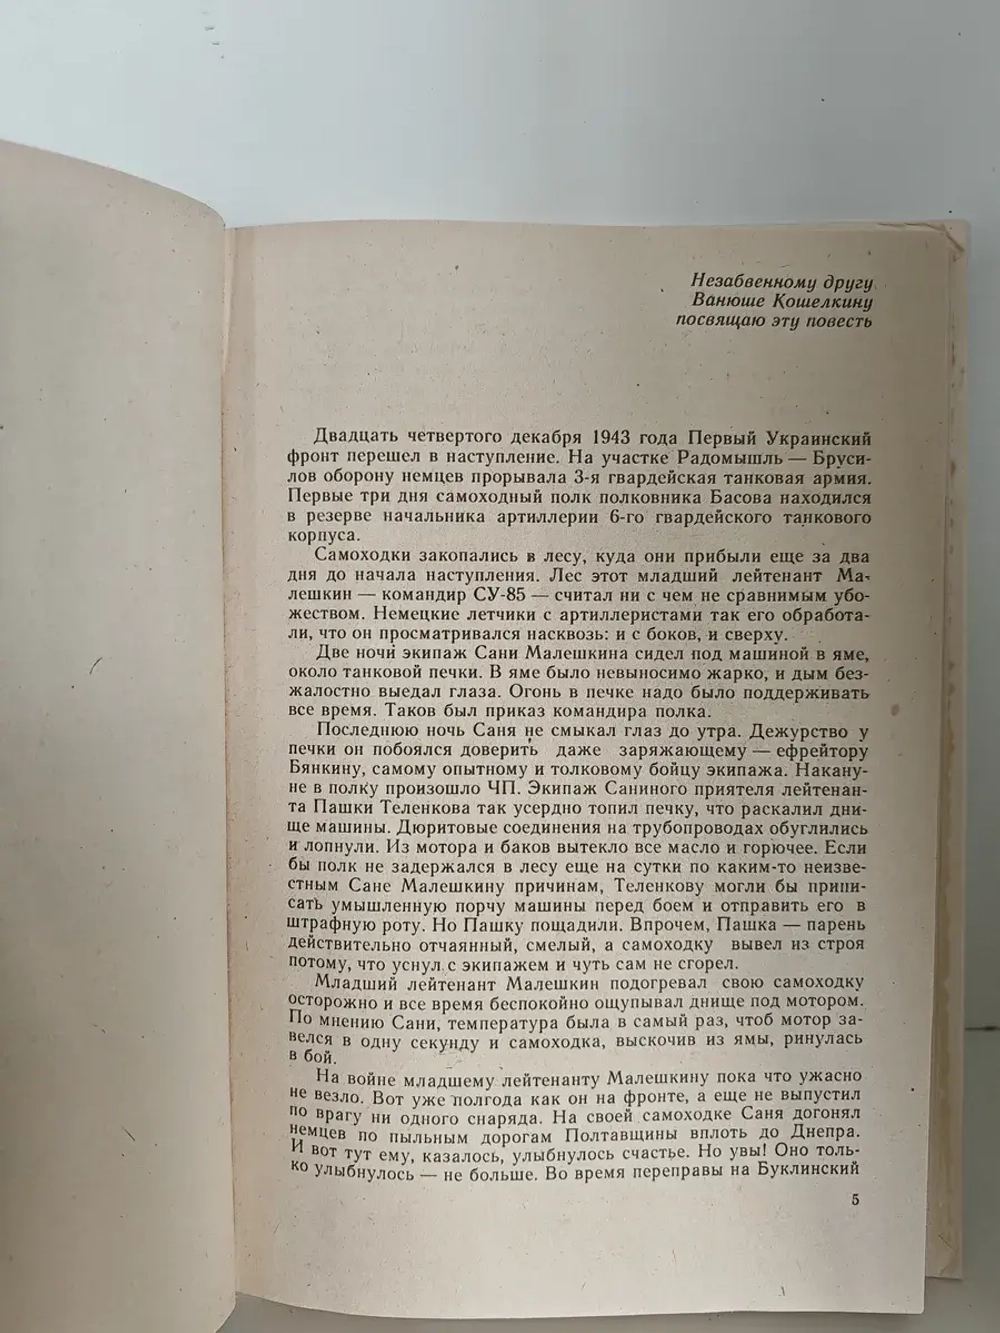 Незабвенному другу
Ванюше Кошелкину
посвящаю эту повесть
Двадцать четвертого декабря 1943 года Первый Украинский
фронт перешел в наступление. На участке Радомышль — Бруси-
лов оборону немцев прорывала 3-я гвардейская танковая армия.
Первые три дня самоходный полк полковника Басова находился
в резерве начальника артиллерии 6-го гвардейского танкового
корпуса.
Самоходки закопались в лесу, куда они прибыли еще за два
дня до начала наступления. Лес этот младший лейтенант Ма-
лешкин — командир СУ-85 — считал ни с чем не сравнимым убо-
жеством. Немецкие летчики с артиллеристами так его обработа-
ли, что он просматривался насквозь: и с боков, и сверху.
Две ночи экипаж Сани Малешкина сидел под машиной в яме,
около танковой печки. В яме было невыносимо жарко, и дым без-
жалостно выедал глаза. Огонь в печке надо было поддерживать
все время. Таков был приказ командира полка.
Последнюю ночь Саня не смыкал глаз до утра. Дежурство у
печки он побоялся доверить даже заряжающему — ефрейтору
Бянкину, самому опытному и толковому бойцу экипажа. Накану-
не в полку произошло ЧП. Экипаж Саниного приятеля лейтенан-
та Пашки Теленкова так усердно топил печку, что раскалил дни-
ще машины. Дюритовые соединения на трубопроводах обуглились
и лопнули. Из мотора и баков вытекло все масло и горючее. Если
бы полк не задержался в лесу еще на сутки по каким-то неизве-
стным Сане Малешкину причинам, Теленкову могли бы припи-
сать умышленную порчу машины перед боем и отправить его в
штрафную роту. Но Пашку пощадили. Впрочем, Пашка — парень
действительно отчаянный, смелый, а самоходку вывел из строя
потому, что уснул с экипажем и чуть сам не сгорел.
Младший лейтенант Малешкин подогревал свою самоходку
осторожно и все время беспокойно ощупывал днище под мотором.
По мнению Сани, температура была в самый раз, чтоб мотор за-
велся в одну секунду и самоходка, выскочив из ямы, ринулась
в бой.
На войне младшему лейтенанту Малешкину пока что ужасно
не везло. Вот уже полгода как он на фронте, а еще не выпустил
по врагу ни одного снаряда. На своей самоходке Саня догонял
немцев по пыльным дорогам Полтавщины вплоть до Днепра.
И вот тут ему, казалось, улыбнулось счастье. Но увы! Оно толь-
ко улыбнулось — не больше. Во время переправы на Буклинский
5